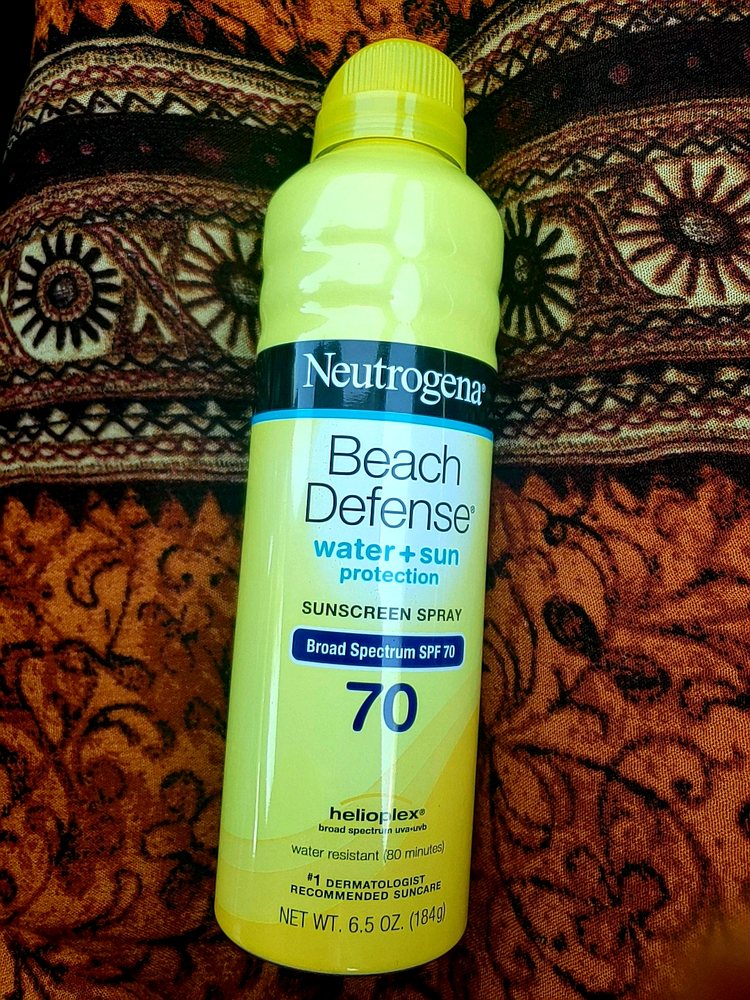 Neutrogena®
Beach
Defense®
water+sun
protection
SUNSCREEN SPRAY
Broad Spectrum SPF 70
70
helioplex®
broad spectrum uva•uvb
water resistant (80 minutes)
#1 DERMATOLOGIST
RECOMMENDED SUNCARE
NET WT. 6.5 OZ. (184g)